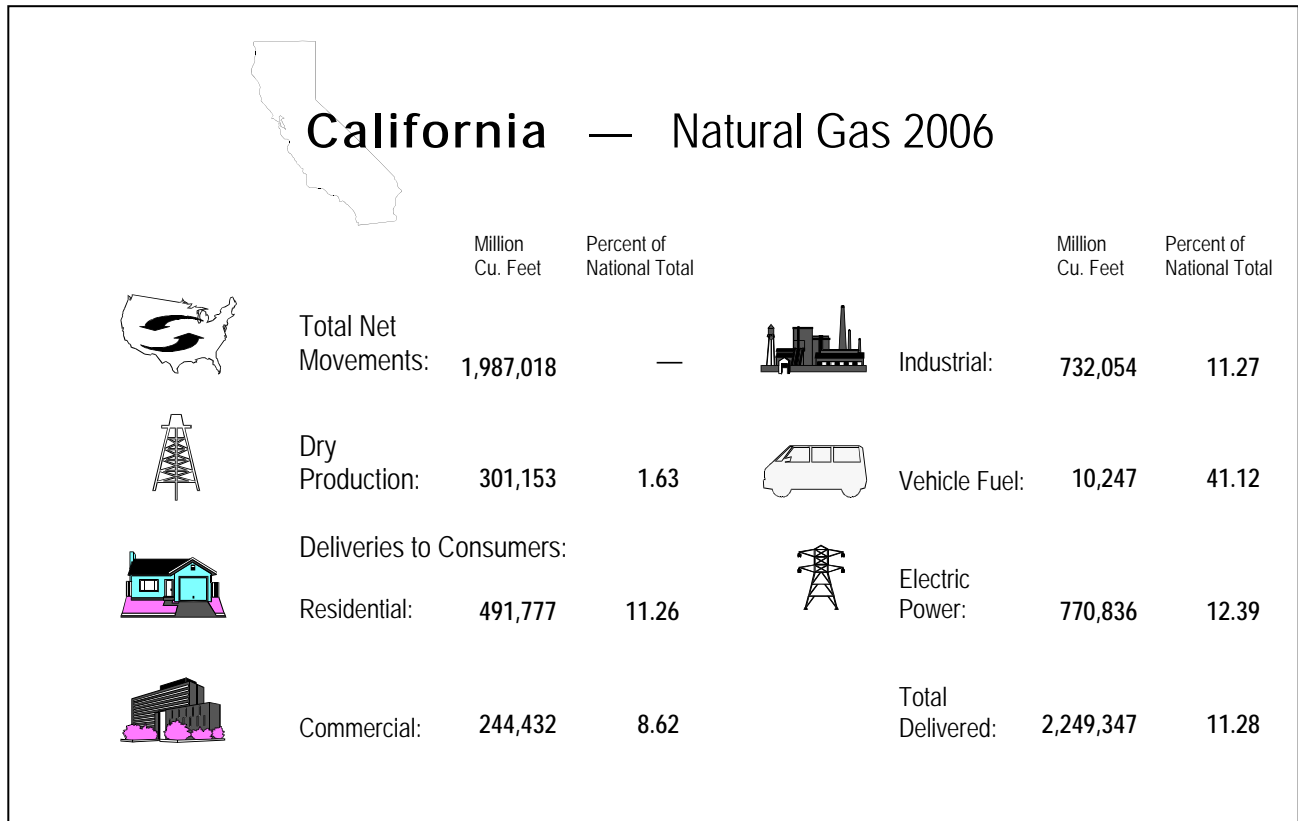 California — Natural Gas 2006
Million
Cu. Feet
Percent of
National Total
Total Net
Movements: 1,987,018 —
Dry
Production: 301,153 1.63
Deliveries to Consumers:
Residential: 491,777 11.26
Commercial: 244,432 8.62
Million
Cu. Feet
Percent of
National Total
Industrial: 732,054 11.27
Vehicle Fuel: 10,247 41.12
Electric
Power: 770,836 12.39
Total
Delivered: 2,249,347 11.28